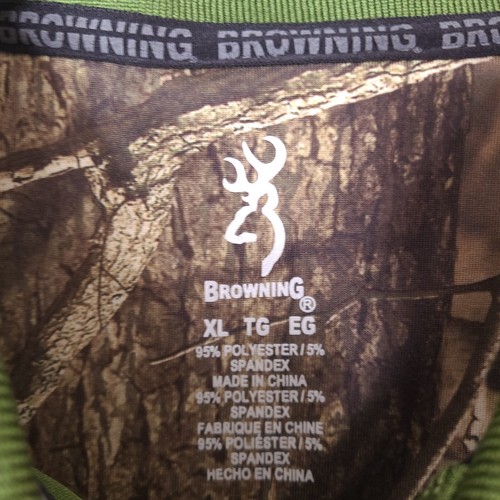 BROWNING BROWNING BRO
BROWNING®
XL TG EG
95% POLYESTER / 5%
SPANDEX
MADE IN CHINA
95% POLYESTER / 5%
SPANDEX
FABRIQUE EN CHINE
95% POLIÉSTER / 5%
SPANDEX
HECHO EN CHINA